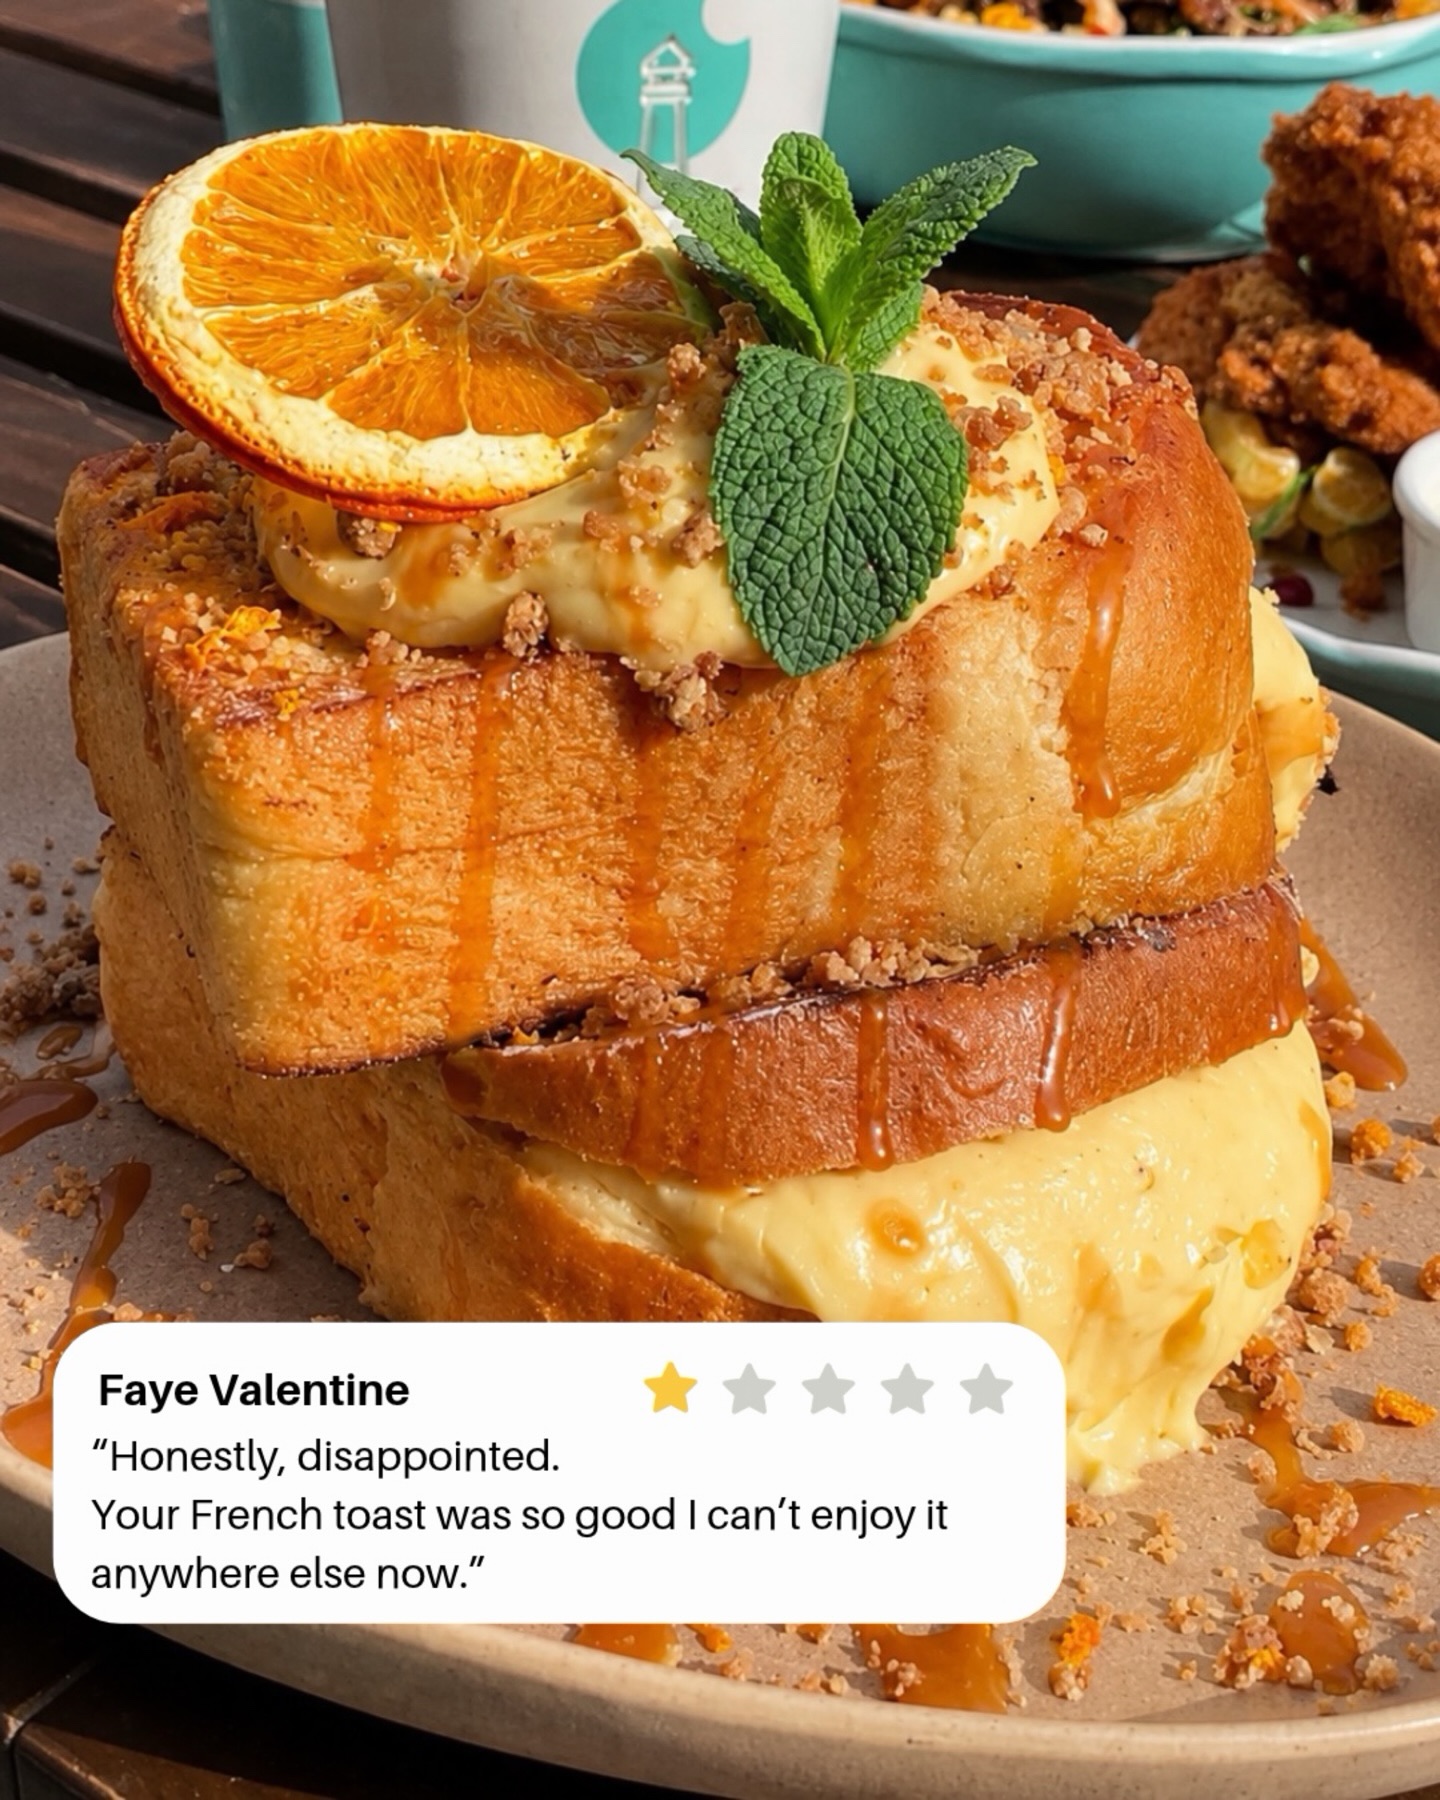 Faye Valentine
“Honestly, disappointed.
Your French toast was so good I can’t enjoy it
anywhere else now.”